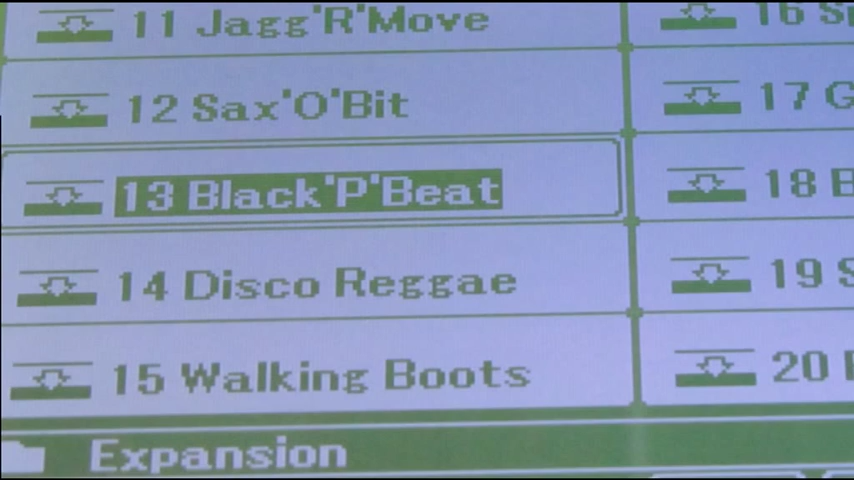 11 Jagg'R'Move
12 Sax'O'Bit
13 Black'P'Beat
14 Disco Reggae
15 Walking Boots
16
17
18
19
20
Expansion